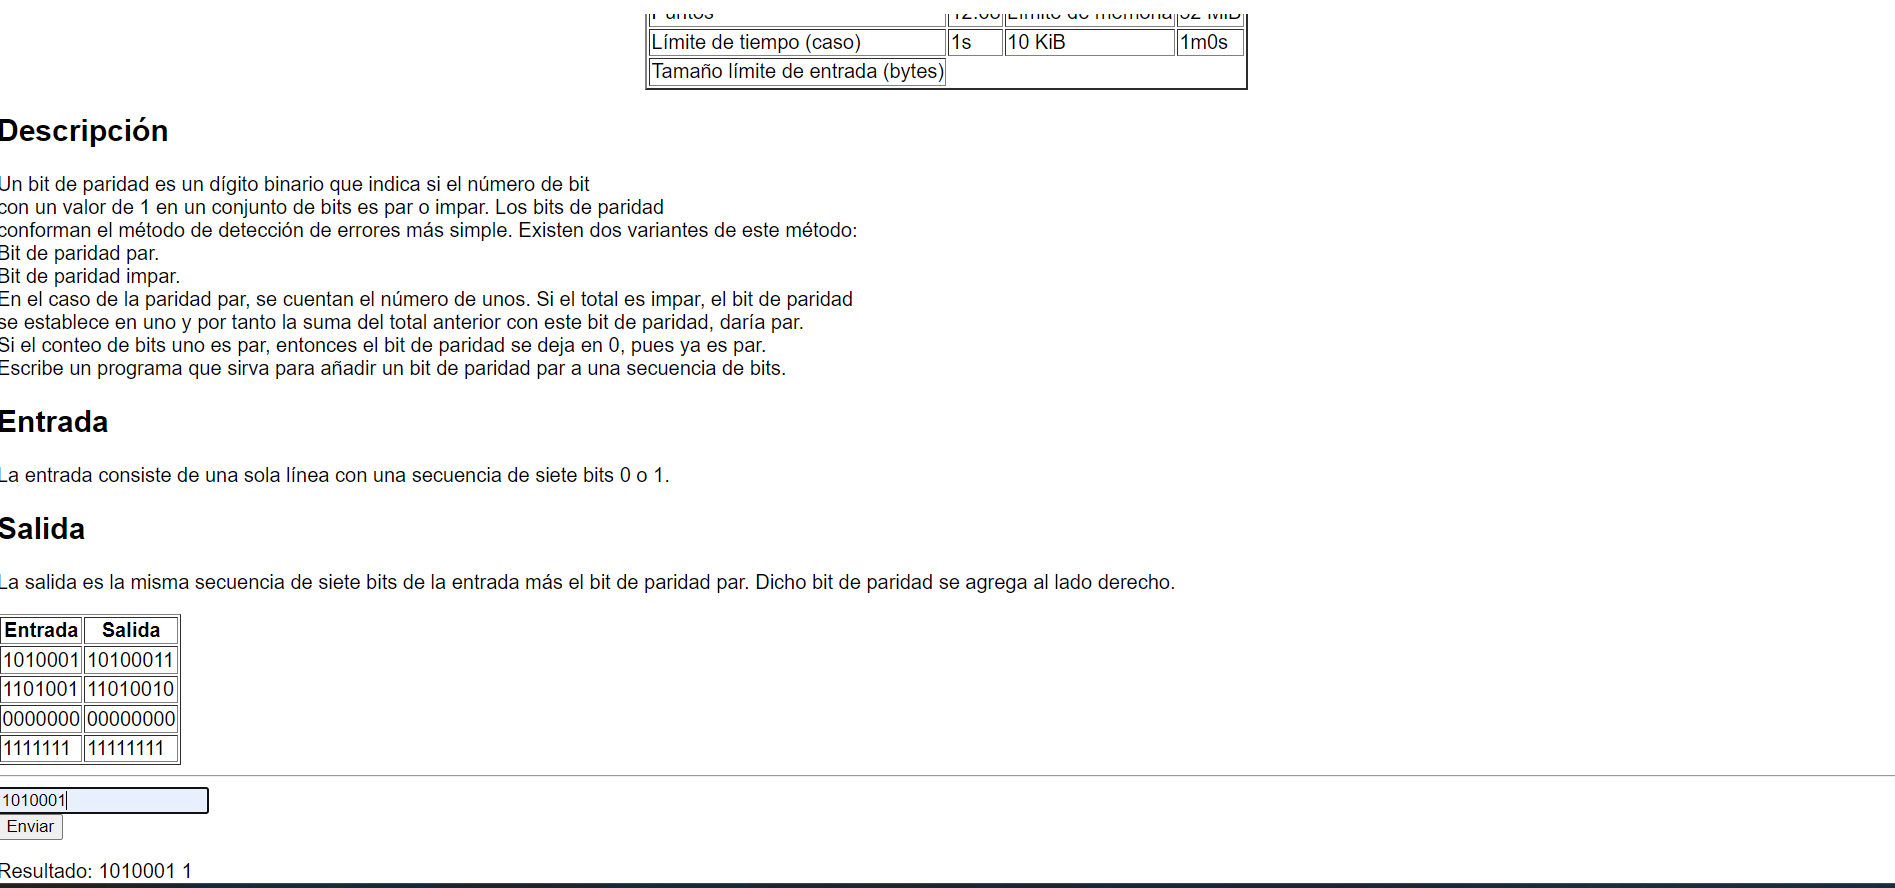 Puntos 12.68 Límite de memoria 32 MiB
Límite de tiempo (caso) 1s 10 KiB 1m0s
Tamaño límite de entrada (bytes)
Descripción
Un bit de paridad es un dígito binario que indica si el número de bit
con un valor de 1 en un conjunto de bits es par o impar. Los bits de paridad
conforman el método de detección de errores más simple. Existen dos variantes de este método:
Bit de paridad par.
Bit de paridad impar.
En el caso de la paridad par, se cuentan el número de unos. Si el total es impar, el bit de paridad
se establece en uno y por tanto la suma del total anterior con este bit de paridad, daría par.
Si el conteo de bits uno es par, entonces el bit de paridad se deja en 0, pues ya es par.
Escribe un programa que sirva para añadir un bit de paridad par a una secuencia de bits.
Entrada
La entrada consiste de una sola línea con una secuencia de siete bits 0 o 1.
Salida
La salida es la misma secuencia de siete bits de la entrada más el bit de paridad par. Dicho bit de paridad se agrega al lado derecho.
Entrada Salida
1010001 10100011
1101001 11010010
0000000 00000000
1111111 11111111
1010001
Enviar
Resultado: 1010001 1